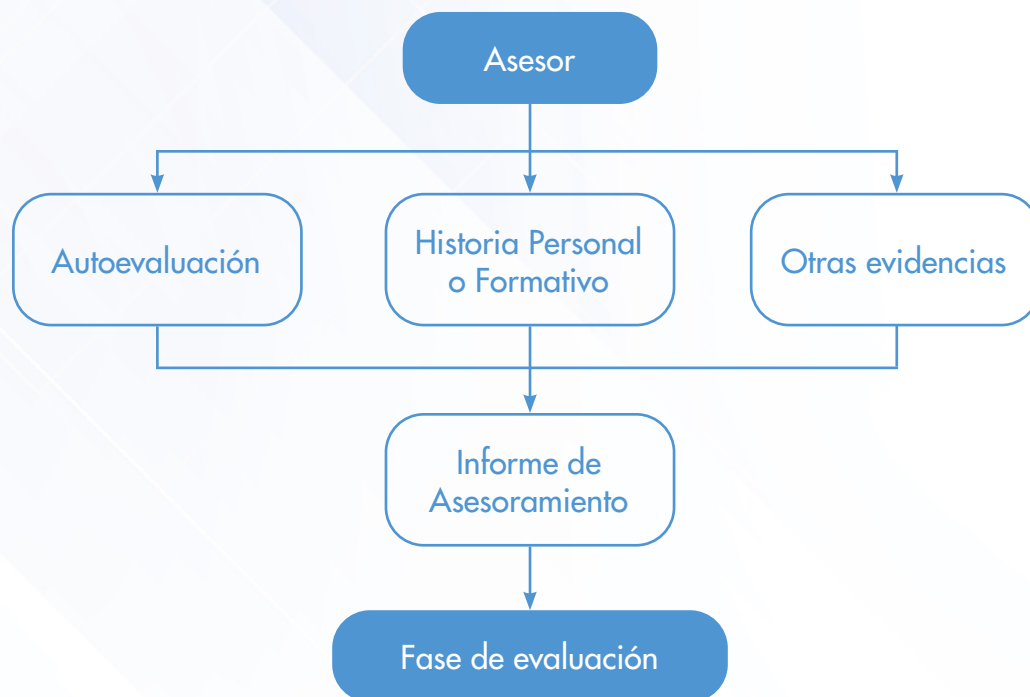 Asesor
Autoevaluación
Historia Personal
o Formativo
Otras evidencias
Informe de
Asesoramiento
Fase de evaluación